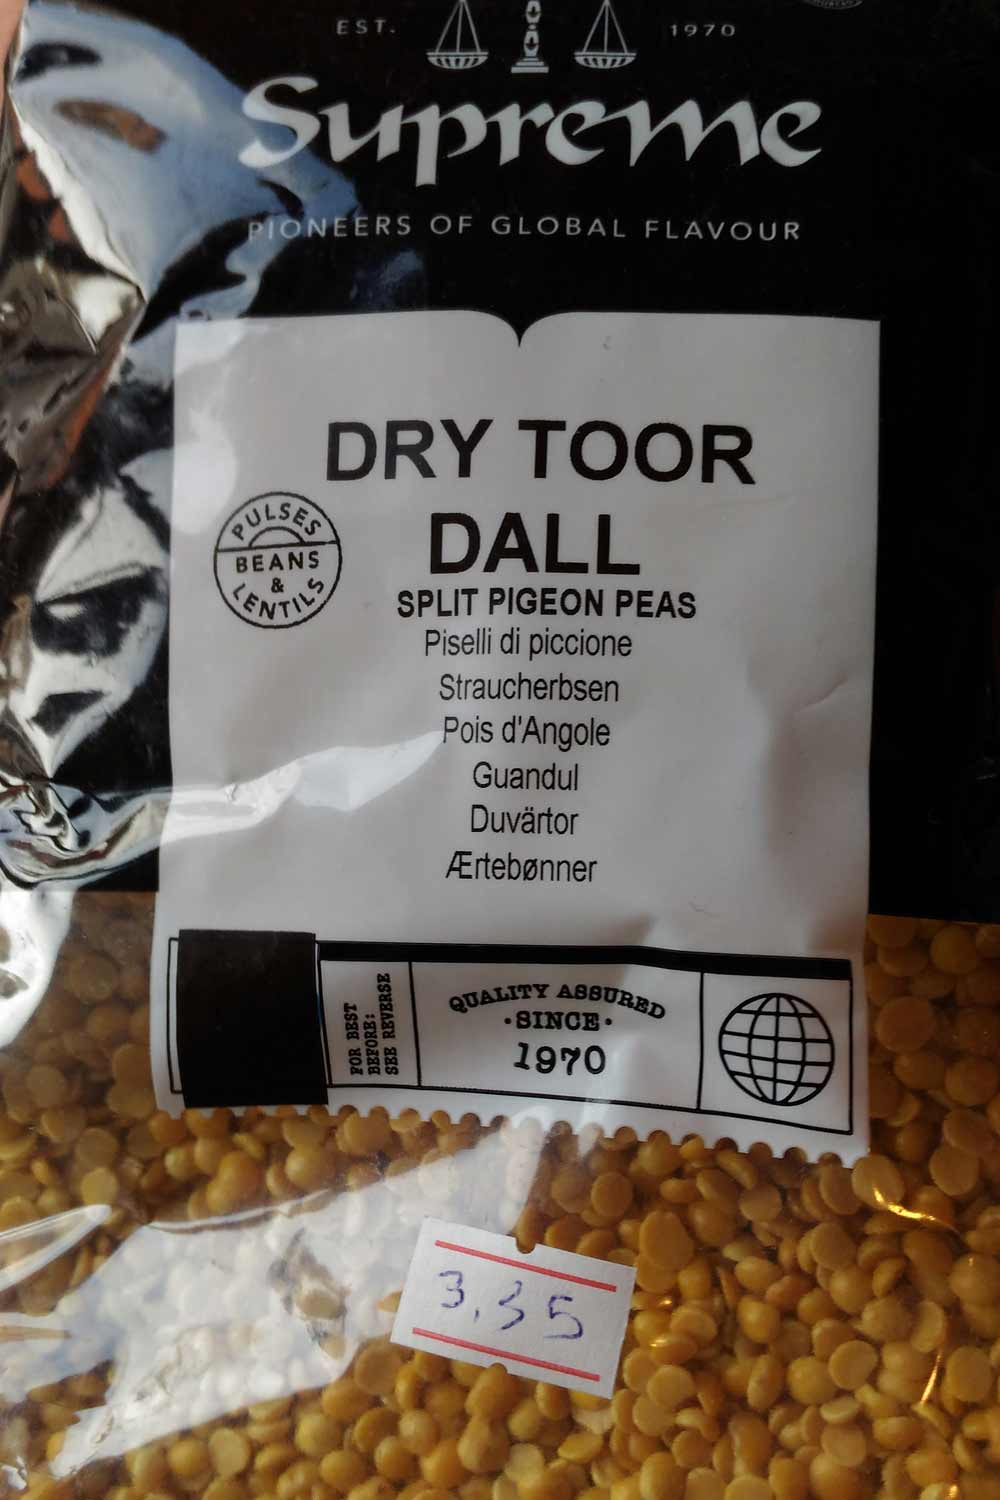 EST. 1970
Supreme
PIONEERS OF GLOBAL FLAVOUR
DRY TOOR
DALL
PULSES
BEANS
&
LENTILS
SPLIT PIGEON PEAS
Piselli di piccione
Straucherbsen
Pois d'Angole
Guandul
Duvärtor
Ærtebønner
FOR BEST
BEFORE:
SEE REVERSE
QUALITY ASSURED
·SINCE·
1970
3.35